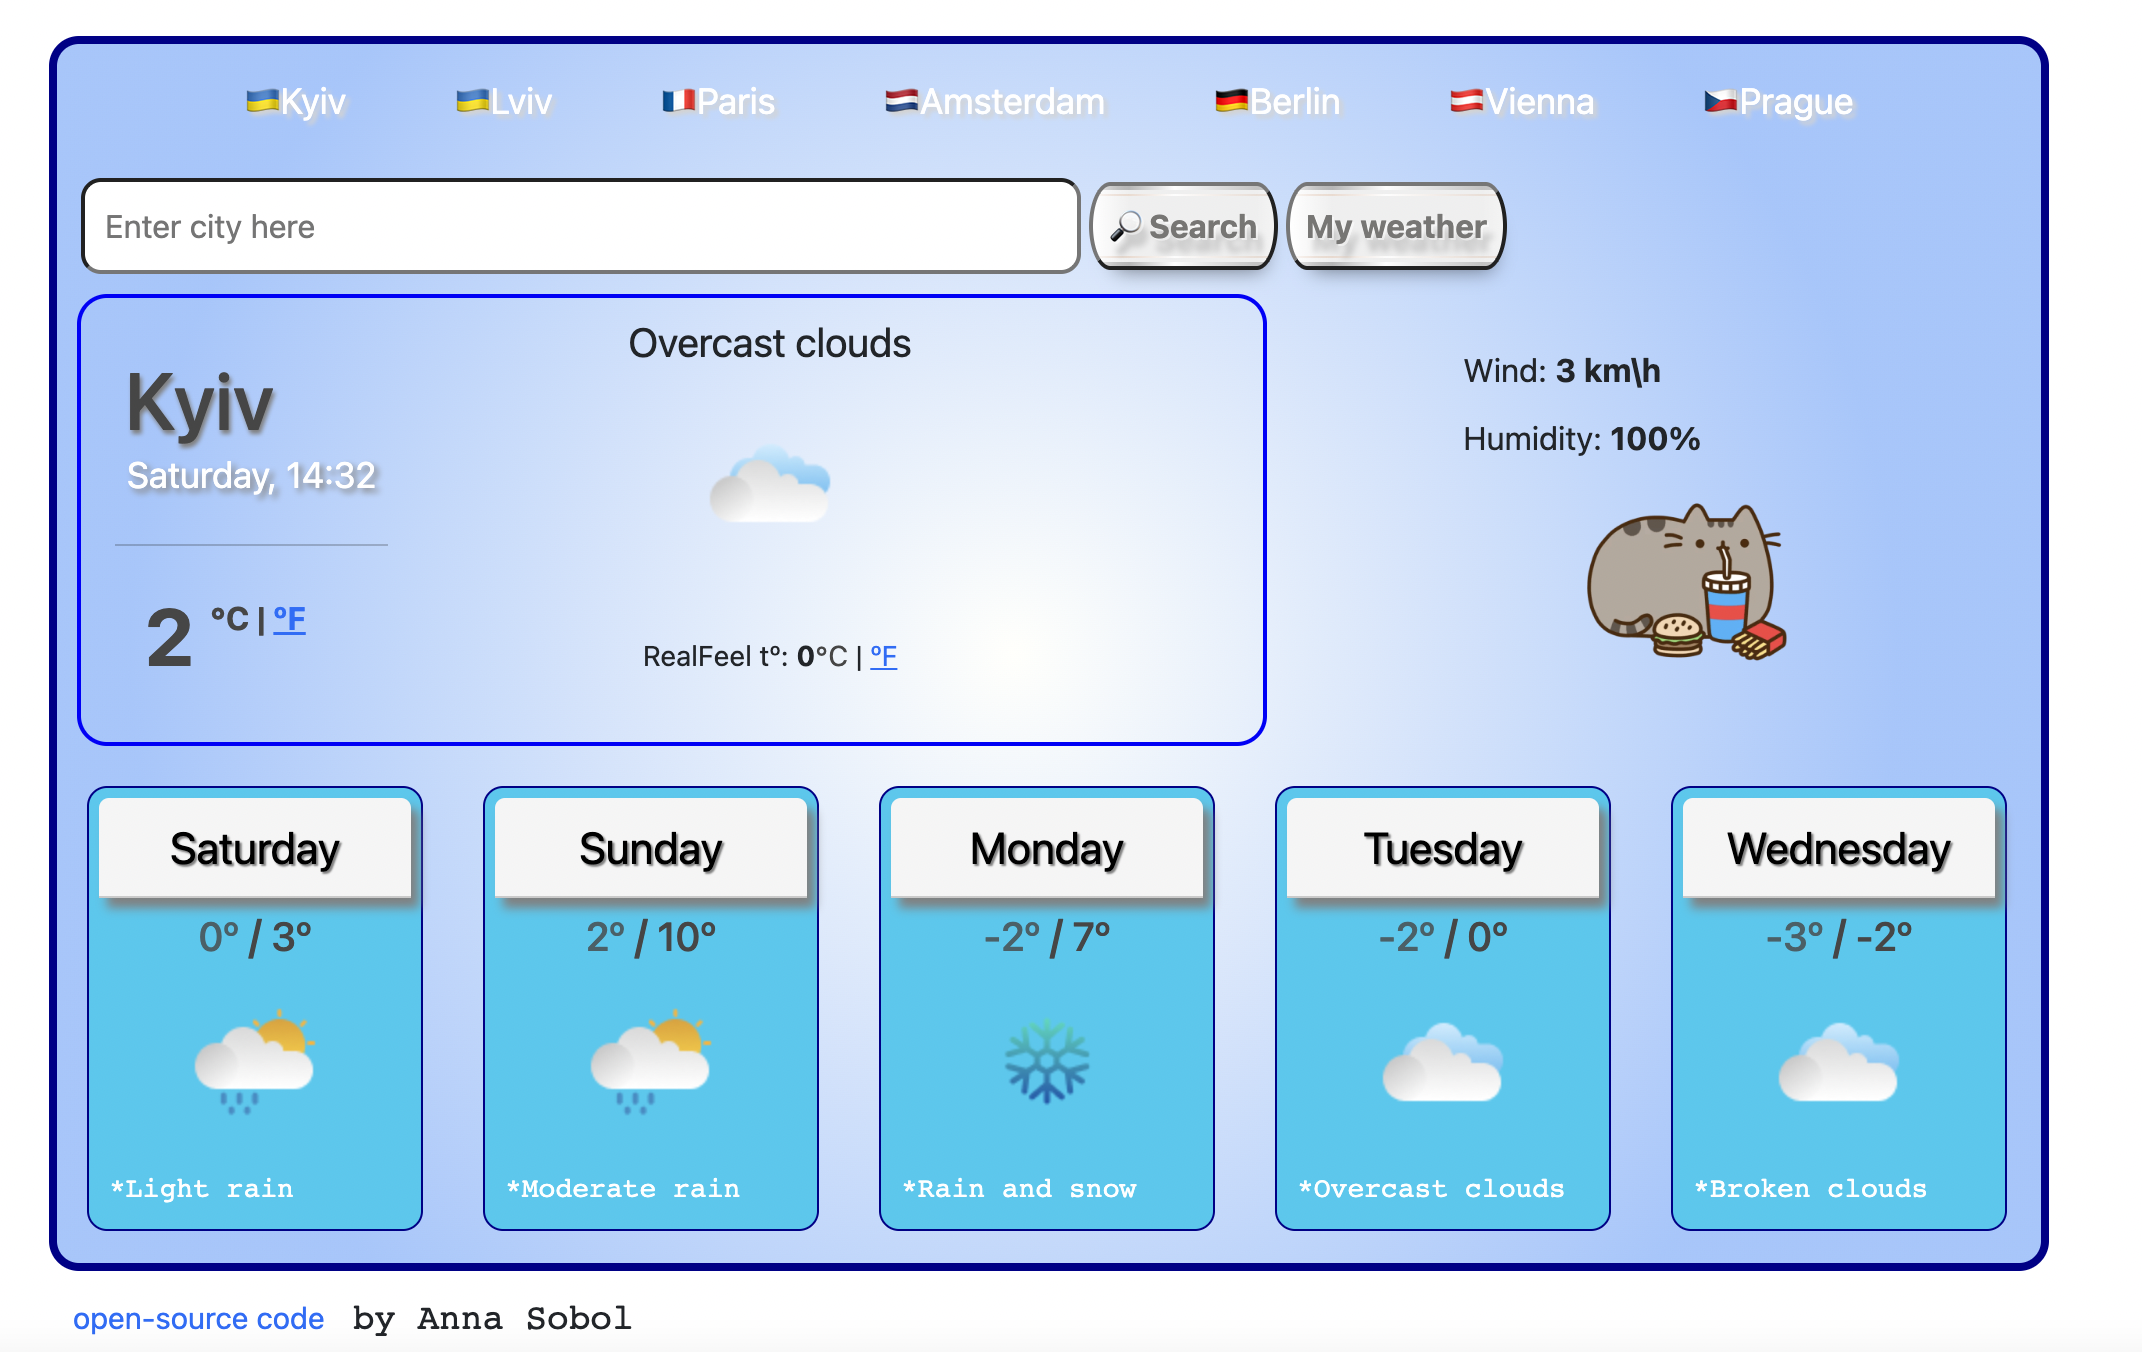 Kyiv Lviv Paris Amsterdam Berlin Vienna Prague
Enter city here Search My weather
Overcast clouds
Kyiv
Saturday, 14:32
2 °C | °F
RealFeel t°: 0°C | °F
Wind: 3 km\h
Humidity: 100%
Saturday Sunday Monday Tuesday Wednesday
0° / 3° 2° / 10° -2° / 7° -2° / 0° -3° / -2°
*Light rain *Moderate rain *Rain and snow *Overcast clouds *Broken clouds
open-source code by Anna Sobol